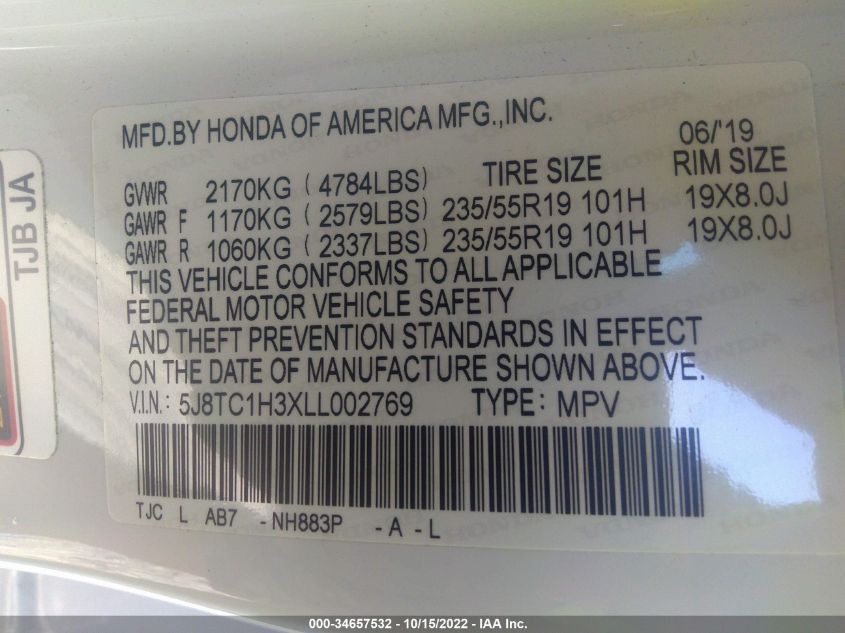 MFD.BY HONDA OF AMERICA MFG.,INC. 06/'19
GVWR 2170KG (4784LBS) TIRE SIZE RIM SIZE
GAWR F 1170KG (2579LBS) 235/55R19 101H 19X8.0J
GAWR R 1060KG (2337LBS) 235/55R19 101H 19X8.0J
THIS VEHICLE CONFORMS TO ALL APPLICABLE
FEDERAL MOTOR VEHICLE SAFETY
AND THEFT PREVENTION STANDARDS IN EFFECT
ON THE DATE OF MANUFACTURE SHOWN ABOVE.
V.I.N.: 5J8TC1H3XLL002769 TYPE: MPV
TJC L AB7 -NH883P -A-L
TJB JA
000-34657532 - 10/15/2022 - IAA Inc.